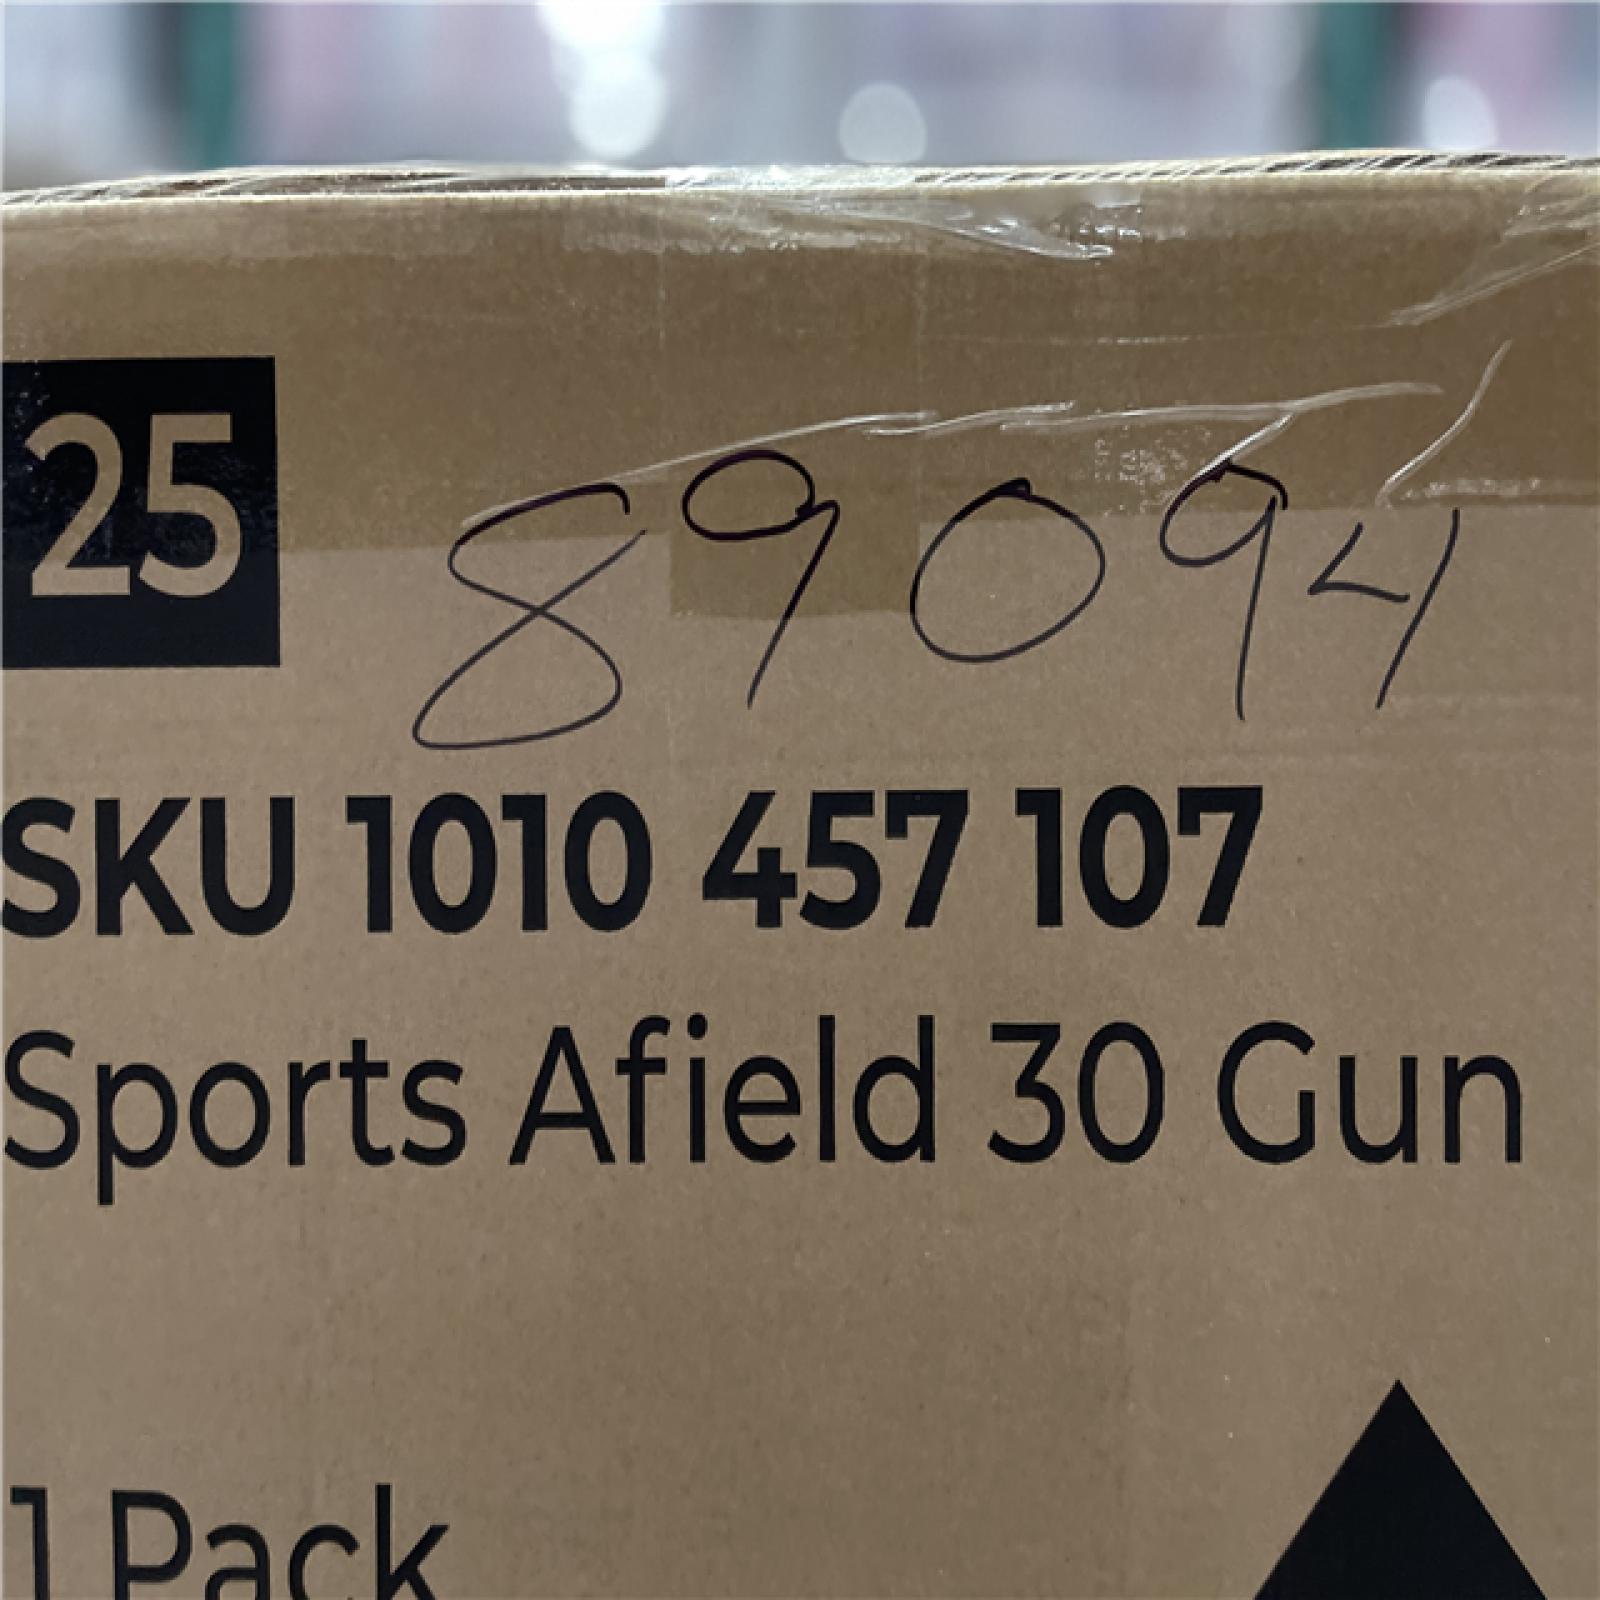 25
89094
SKU 1010 457 107
Sports Afield 30 Gun
1 Pack